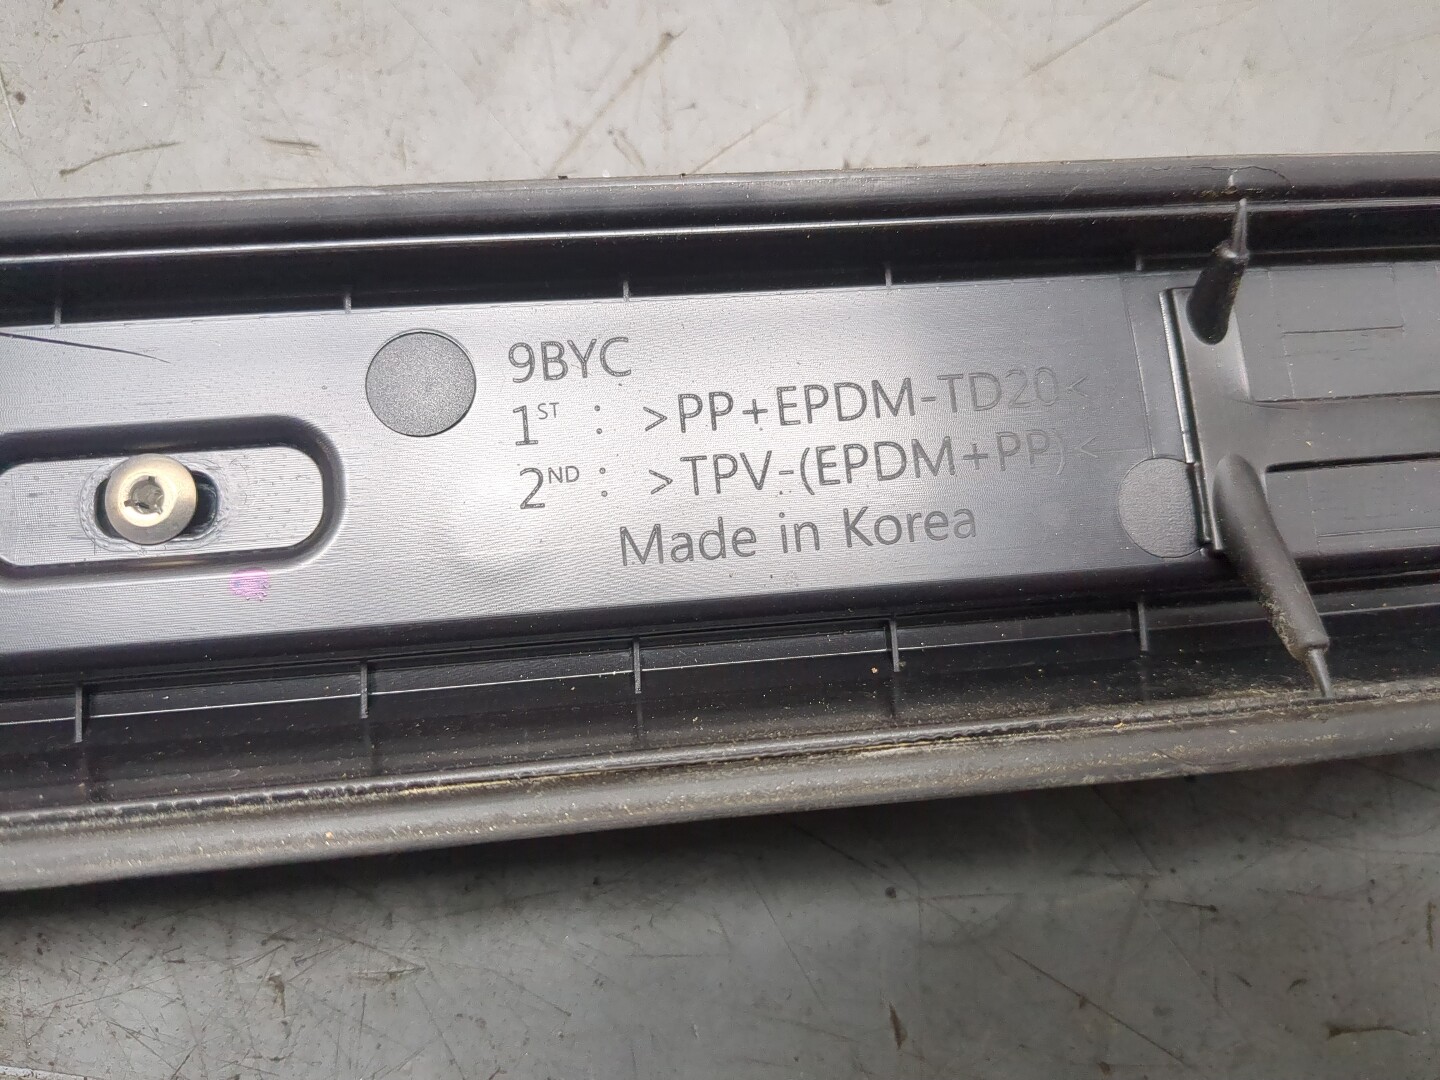 9BYC
1ST : >PP+EPDM-TD20<
2ND : >TPV-(EPDM+PP)<
Made in Korea